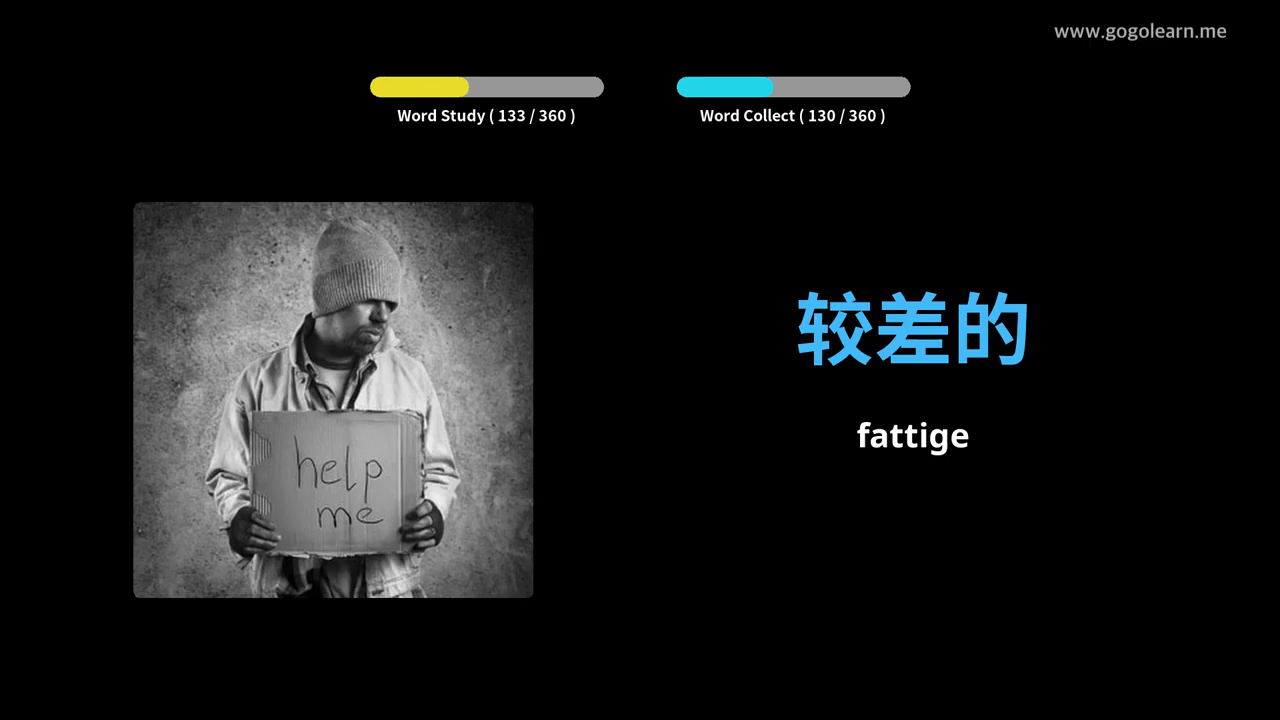 www.gogolearn.me
Word Study ( 133 / 360 )
Word Collect ( 130 / 360 )
help
me
较差的
fattige